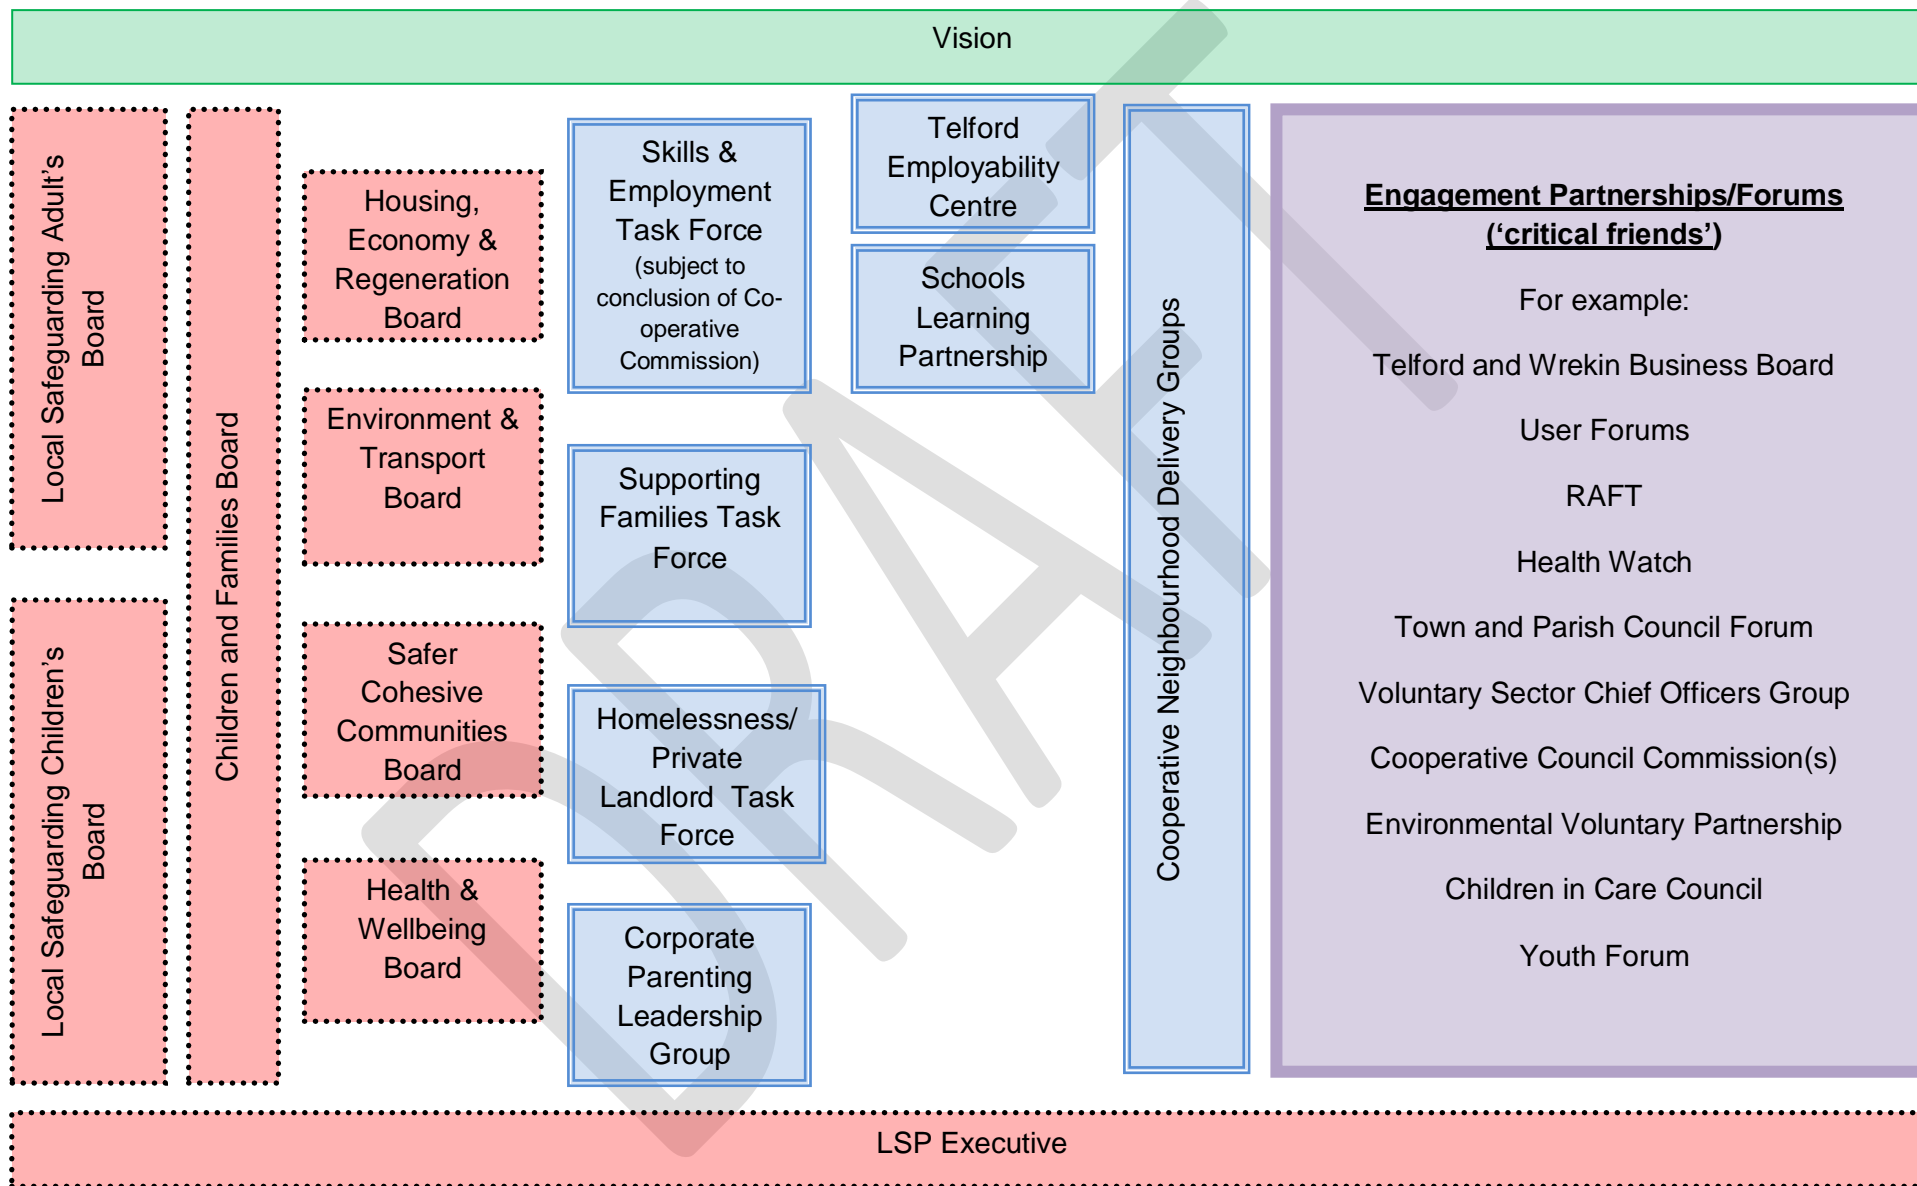 Vision
Local Safeguarding Adult’s
Board
Local Safeguarding Children’s
Board
Children and Families Board
Housing,
Economy &
Regeneration
Board
Environment &
Transport
Board
Safer
Cohesive
Communities
Board
Health &
Wellbeing
Board
Skills &
Employment
Task Force
(subject to
conclusion of Co-
operative
Commission)
Supporting
Families Task
Force
Homelessness/
Private
Landlord Task
Force
Corporate
Parenting
Leadership
Group
Telford
Employability
Centre
Schools
Learning
Partnership
Cooperative Neighbourhood Delivery Groups
Engagement Partnerships/Forums
(‘critical friends’)
For example:
Telford and Wrekin Business Board
User Forums
RAFT
Health Watch
Town and Parish Council Forum
Voluntary Sector Chief Officers Group
Cooperative Council Commission(s)
Environmental Voluntary Partnership
Children in Care Council
Youth Forum
LSP Executive
DRAFT